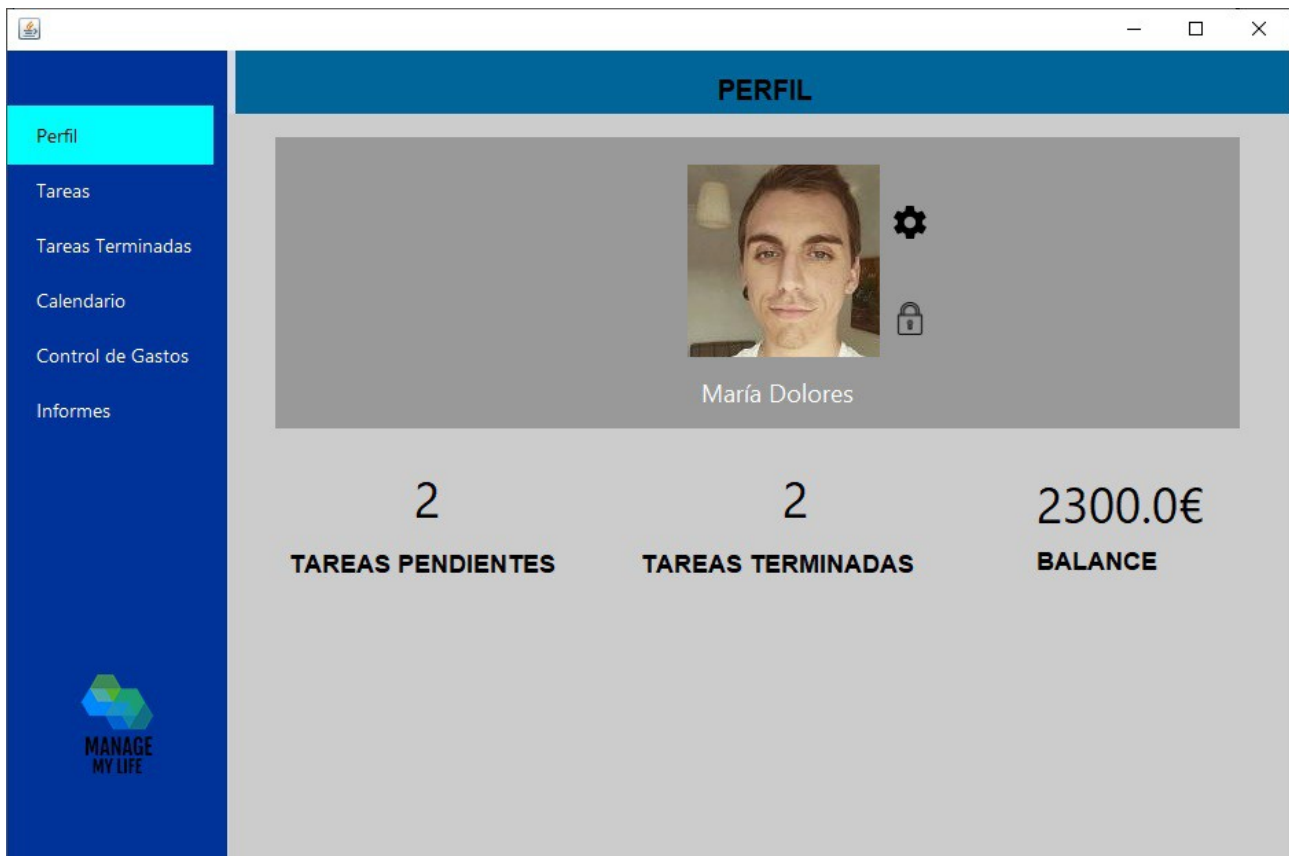 PERFIL
Perfil
Tareas
Tareas Terminadas
Calendario
Control de Gastos
Informes
MANAGE
MY LIFE
María Dolores
2
TAREAS PENDIENTES
2
TAREAS TERMINADAS
2300.0€
BALANCE